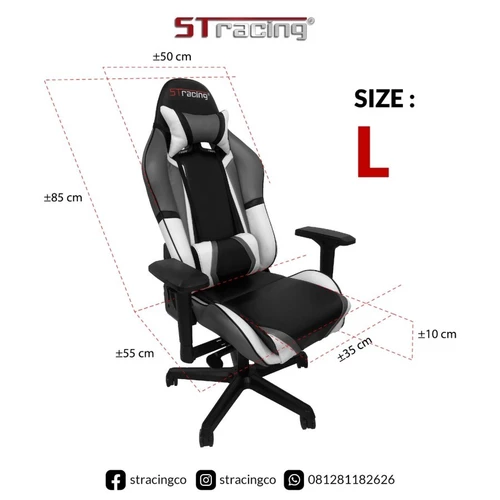 STracing®
±50 cm
SIZE :
L
STracing®
±85 cm
±10 cm
±35 cm
±55 cm
stracingco stracingco 081281182626